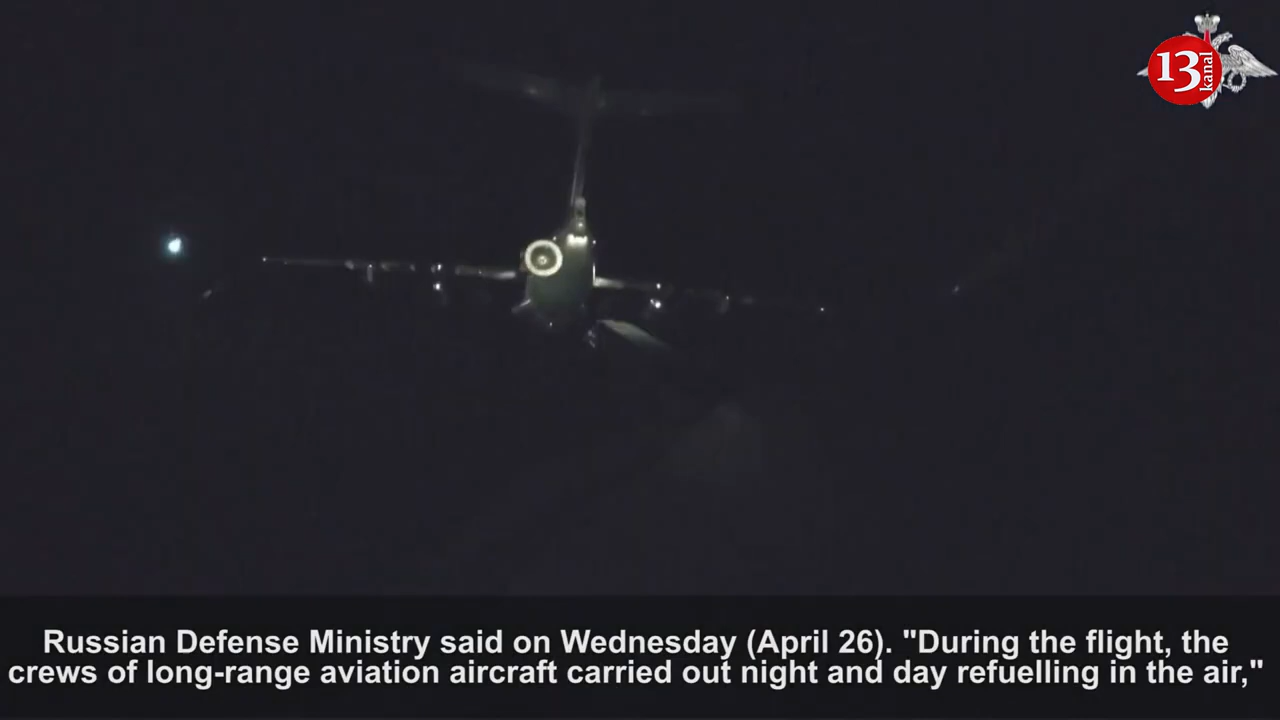 13
kanal
Russian Defense Ministry said on Wednesday (April 26). "During the flight, the
crews of long-range aviation aircraft carried out night and day refuelling in the air,"